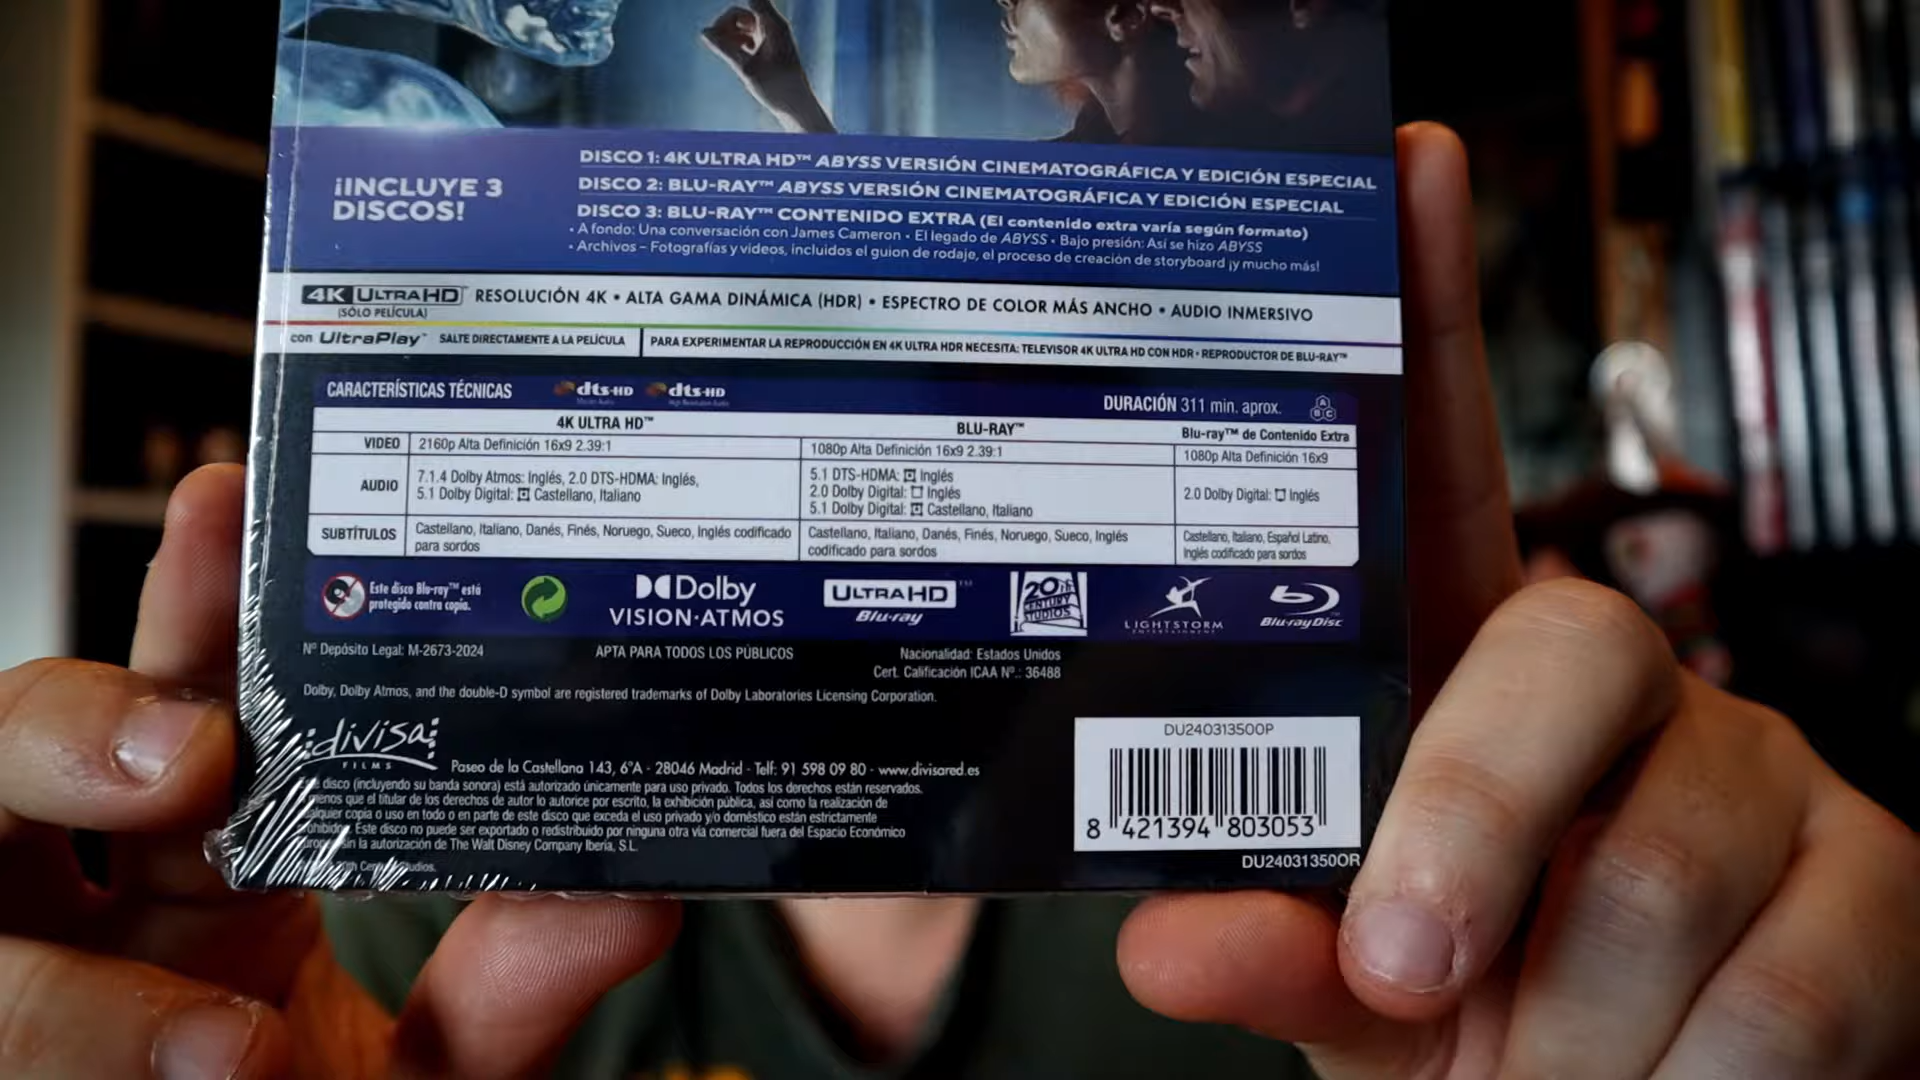 ¡INCLUYE 3
DISCOS!
DISCO 1: 4K ULTRA HD™ ABYSS VERSIÓN CINEMATOGRÁFICA Y EDICIÓN ESPECIAL
DISCO 2: BLU-RAY™ ABYSS VERSIÓN CINEMATOGRÁFICA Y EDICIÓN ESPECIAL
DISCO 3: BLU-RAY™ CONTENIDO EXTRA (El contenido extra varía según formato)
• A fondo: Una conversación con James Cameron • El legado de ABYSS • Bajo presión: Así se hizo ABYSS
• Archivos – Fotografías y videos, incluidos el guion de rodaje, el proceso de creación de storyboard ¡y mucho más!
4K ULTRA HD™ RESOLUCIÓN 4K • ALTA GAMA DINÁMICA (HDR) • ESPECTRO DE COLOR MÁS ANCHO • AUDIO INMERSIVO
(SÓLO PELÍCULA)
con UltraPlay™ SALTE DIRECTAMENTE A LA PELÍCULA
PARA EXPERIMENTAR LA REPRODUCCIÓN EN 4K ULTRA HDR NECESITA: TELEVISOR 4K ULTRA HD CON HDR • REPRODUCTOR DE BLU-RAY™
CARACTERÍSTICAS TÉCNICAS dts-HD dts-HD DURACIÓN 311 min. aprox. A B C
Master Audio High Resolution Audio
4K ULTRA HD™ BLU-RAY™ Blu-ray™ de Contenido Extra
VIDEO 2160p Alta Definición 16x9 2.39:1 1080p Alta Definición 16x9 2.39:1 1080p Alta Definición 16x9
AUDIO
7.1.4 Dolby Atmos: Inglés, 2.0 DTS-HDMA: Inglés,
5.1 Dolby Digital: Castellano, Italiano
5.1 DTS-HDMA: Inglés
2.0 Dolby Digital: Inglés
5.1 Dolby Digital: Castellano, Italiano
2.0 Dolby Digital: Inglés
SUBTÍTULOS
Castellano, Italiano, Danés, Finés, Noruego, Sueco, Inglés codificado
para sordos
Castellano, Italiano, Danés, Finés, Noruego, Sueco, Inglés
codificado para sordos
Castellano, Italiano, Español Latino,
Inglés codificado para sordos
Este disco Blu-ray™ está
protegido contra copia.
Dolby
VISION·ATMOS
ULTRA HD™
Blu-ray
20th
CENTURY
STUDIOS
LIGHTSTORM
ENTERTAINMENT
Blu-ray Disc™
Nº Depósito Legal: M-2673-2024
APTA PARA TODOS LOS PÚBLICOS
Nacionalidad: Estados Unidos
Cert. Calificación ICAA Nº.: 36488
Dolby, Dolby Atmos, and the double-D symbol are registered trademarks of Dolby Laboratories Licensing Corporation.
divisa
FILMS
Paseo de la Castellana 143, 6ºA - 28046 Madrid - Telf: 91 598 09 80 - www.divisared.es
disco (incluyendo su banda sonora) está autorizado únicamente para uso privado. Todos los derechos están reservados.
menos que el titular de los derechos de autor lo autorice por escrito, la exhibición pública, así como la realización de
cualquier copia o uso en todo o en parte de este disco que exceda el uso privado y/o doméstico están estrictamente
prohibidos. Este disco no puede ser exportado o redistribuido por ninguna otra vía comercial fuera del Espacio Económico
sin la autorización de The Walt Disney Company Iberia, S.L.
DU24031350OP
8 421394 803053
DU24031350OR